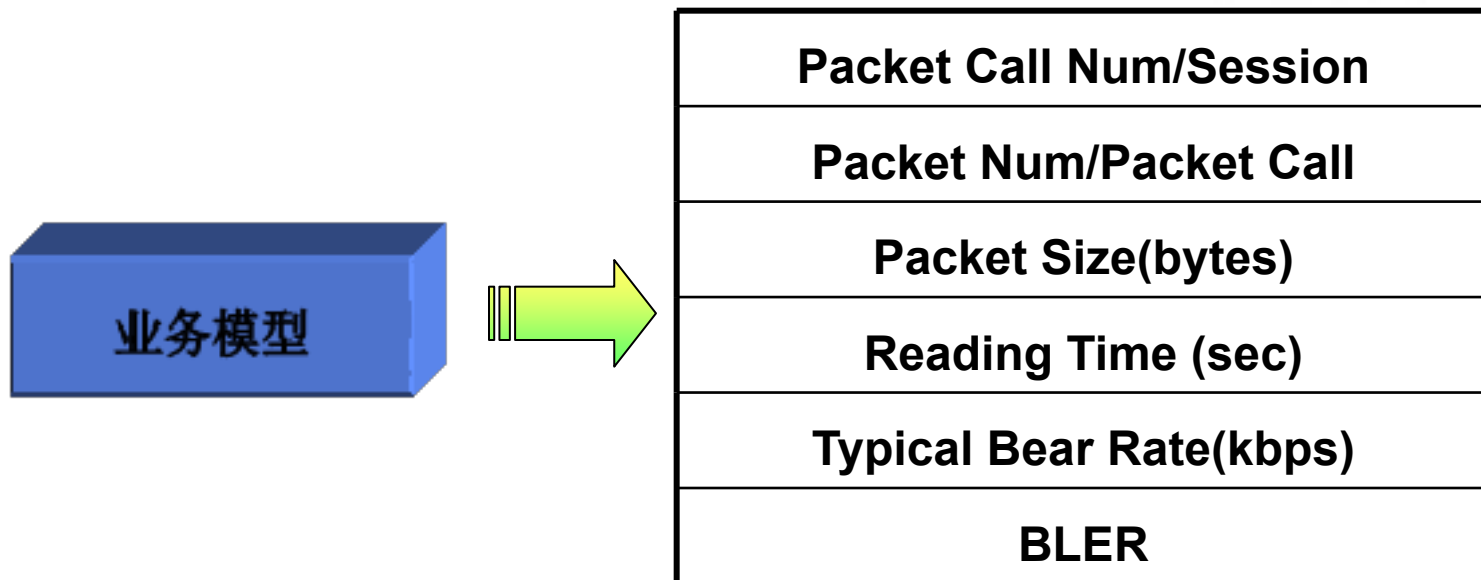 业务模型
Packet Call Num/Session
Packet Num/Packet Call
Packet Size(bytes)
Reading Time (sec)
Typical Bear Rate(kbps)
BLER